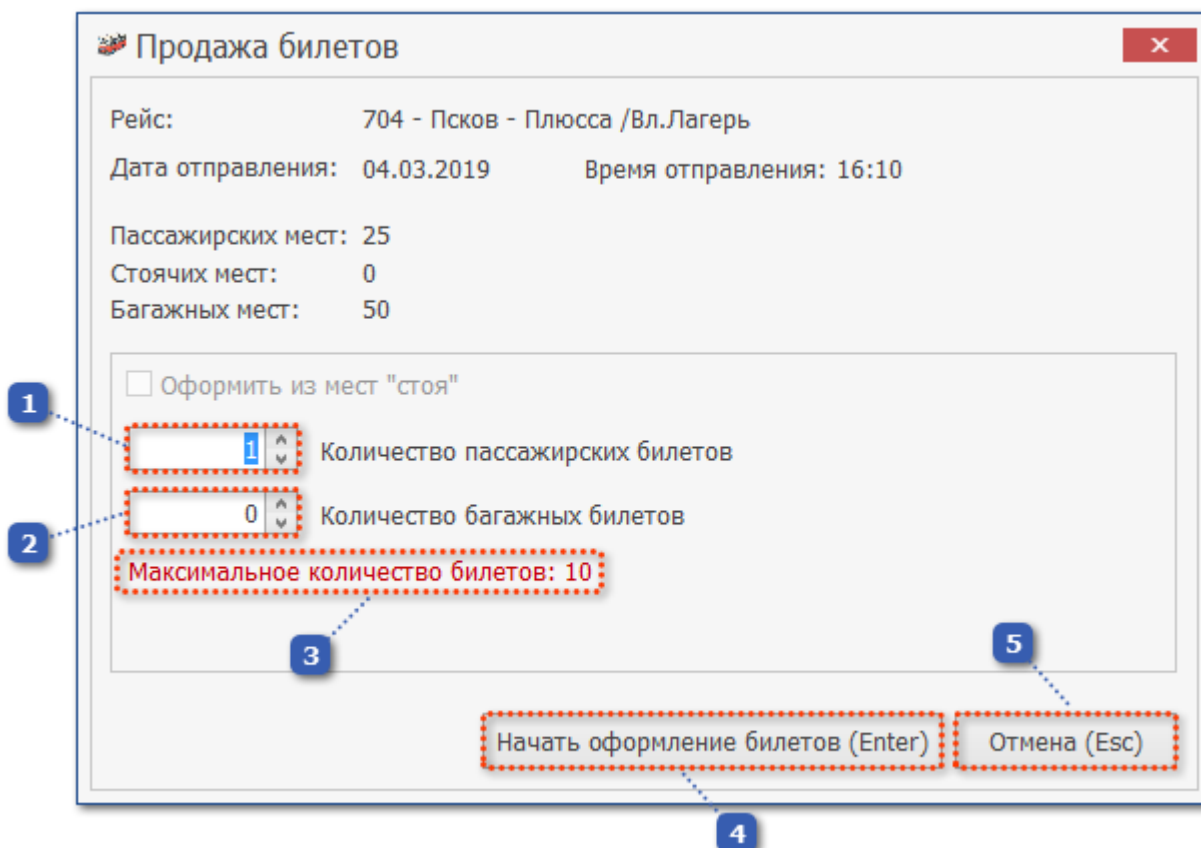 Продажа билетов
Рейс: 704 - Псков - Плюсса /Вл.Лагерь
Дата отправления: 04.03.2019 Время отправления: 16:10
Пассажирских мест: 25
Стоячих мест: 0
Багажных мест: 50
Оформить из мест "стоя"
1
1 Количество пассажирских билетов
0 Количество багажных билетов
2
Максимальное количество билетов: 10
3
5
Начать оформление билетов (Enter) Отмена (Esc)
4